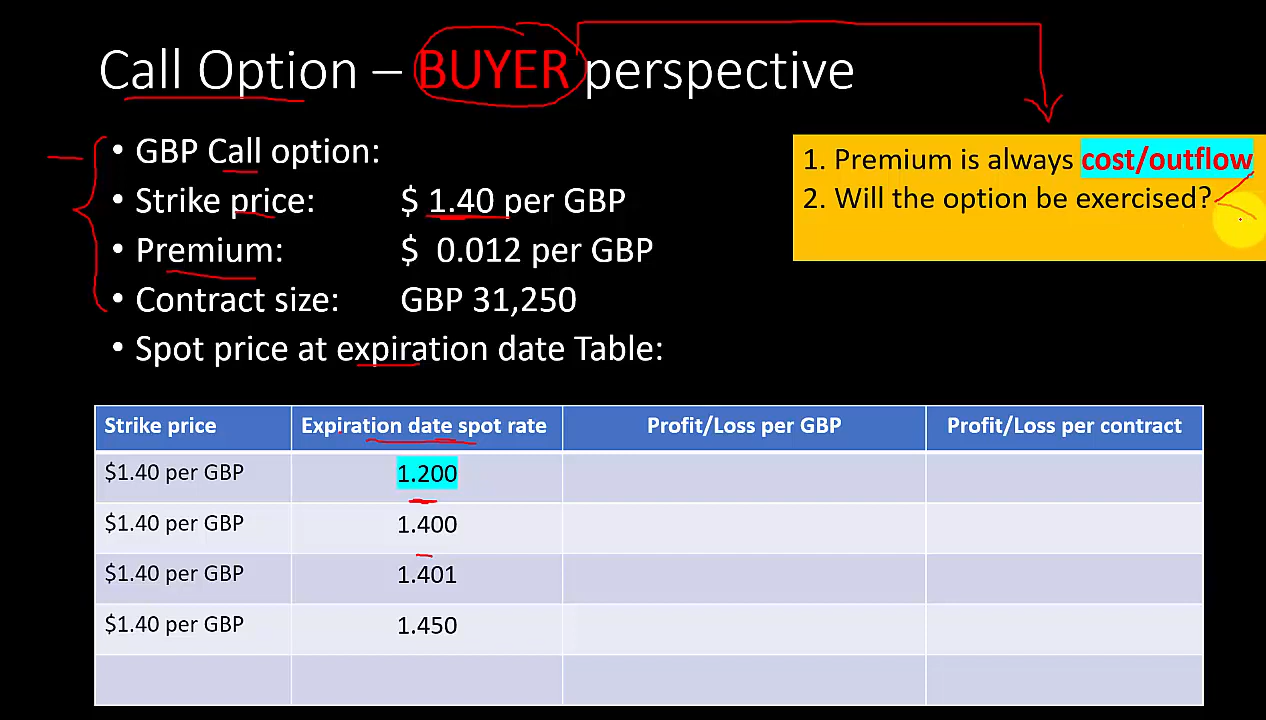 Call Option – BUYER perspective
• GBP Call option:
• Strike price: $ 1.40 per GBP
• Premium: $ 0.012 per GBP
• Contract size: GBP 31,250
• Spot price at expiration date Table:
1. Premium is always cost/outflow
2. Will the option be exercised?
Strike price Expiration date spot rate Profit/Loss per GBP Profit/Loss per contract
$1.40 per GBP 1.200
$1.40 per GBP 1.400
$1.40 per GBP 1.401
$1.40 per GBP 1.450